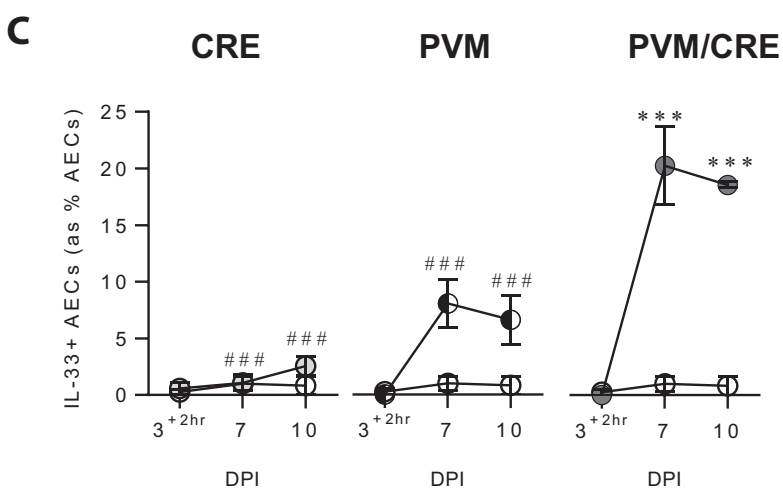 C
CRE PVM PVM/CRE
IL-33+ AECs (as % AECs)
25
20
15
10
5
0
### ###
### ###
*** ***
3 +2hr 7 10 3 +2hr 7 10 3 +2hr 7 10
DPI DPI DPI